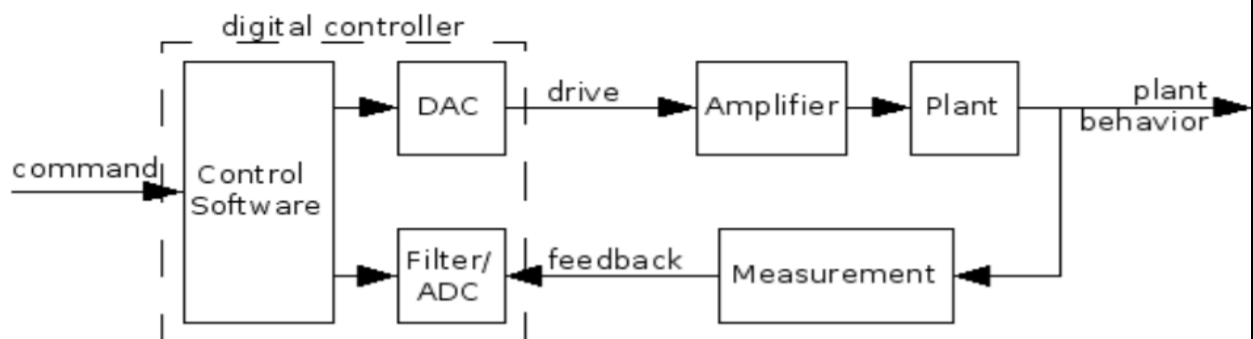 digital controller
DAC
drive
Amplifier
Plant
plant
behavior
command
Control
Software
Filter/
ADC
feedback
Measurement